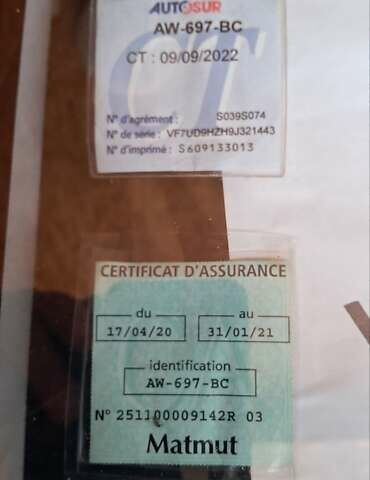 AUTOSUR
AW-697-BC
CT : 09/09/2022
N° d'agrément : S039S074
N° de série : VF7UD9HZH9J321443
N° d'imprimé : S609133013
CT
CERTIFICAT D'ASSURANCE
du au
17/04/20 31/01/21
identification
AW-697-BC
N° 251100009142R 03
Matmut